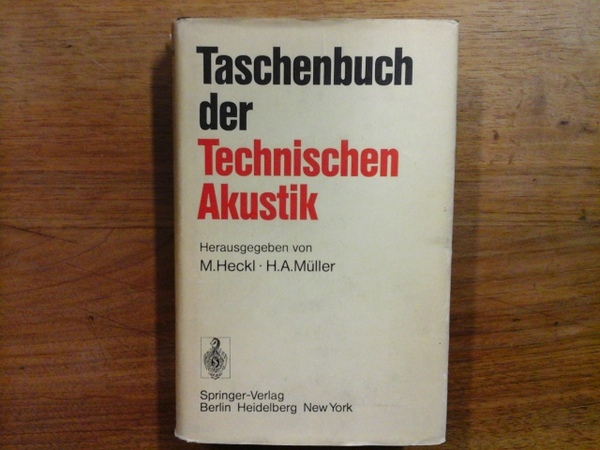 Taschenbuch
der
Technischen
Akustik
Herausgegeben von
M.Heckl · H.A.Müller
Springer-Verlag
Berlin Heidelberg New York